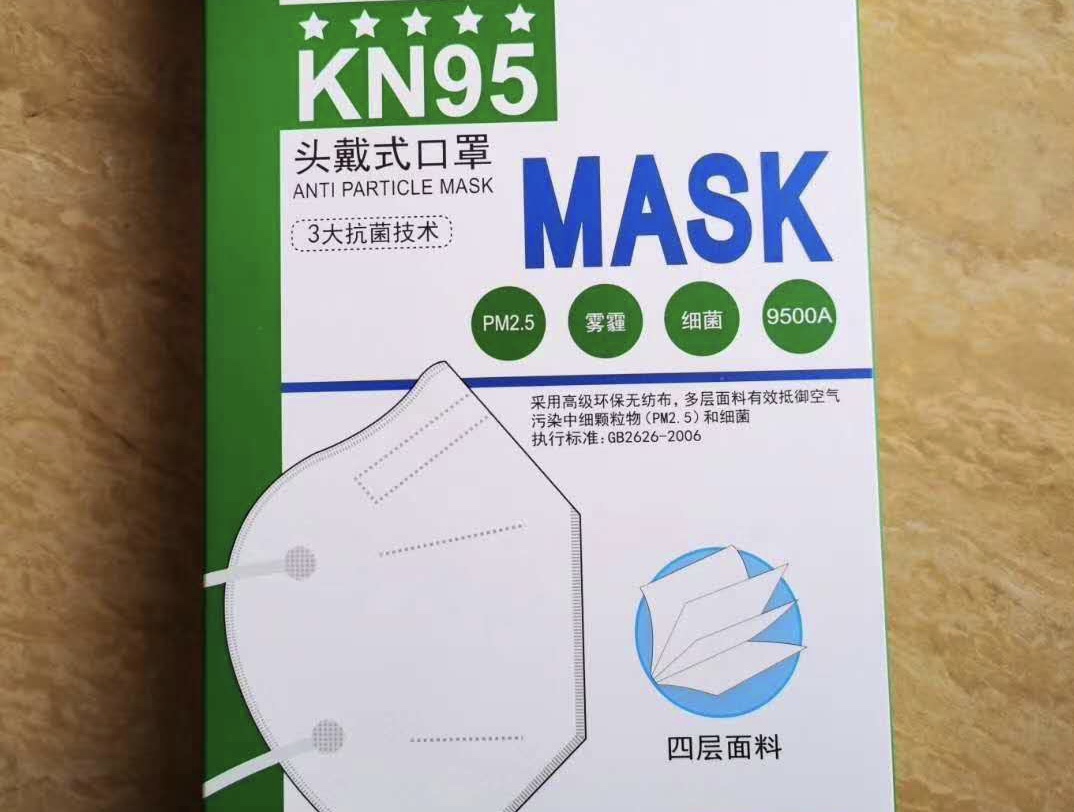 KN95
头戴式口罩
ANTI PARTICLE MASK
3大抗菌技术
MASK
PM2.5
雾霾
细菌
9500A
采用高级环保无纺布，多层面料有效抵御空气
污染中细颗粒物(PM2.5)和细菌
执行标准:GB2626-2006
四层面料